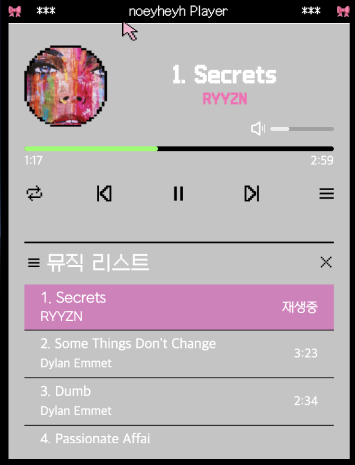 *** noeyheyh Player ***
1. Secrets
RYYZN
1:17 2:59
뮤직 리스트
1. Secrets
RYYZN
재생중
2. Some Things Don't Change
Dylan Emmet
3:23
3. Dumb
Dylan Emmet
2:34
4. Passionate Affai